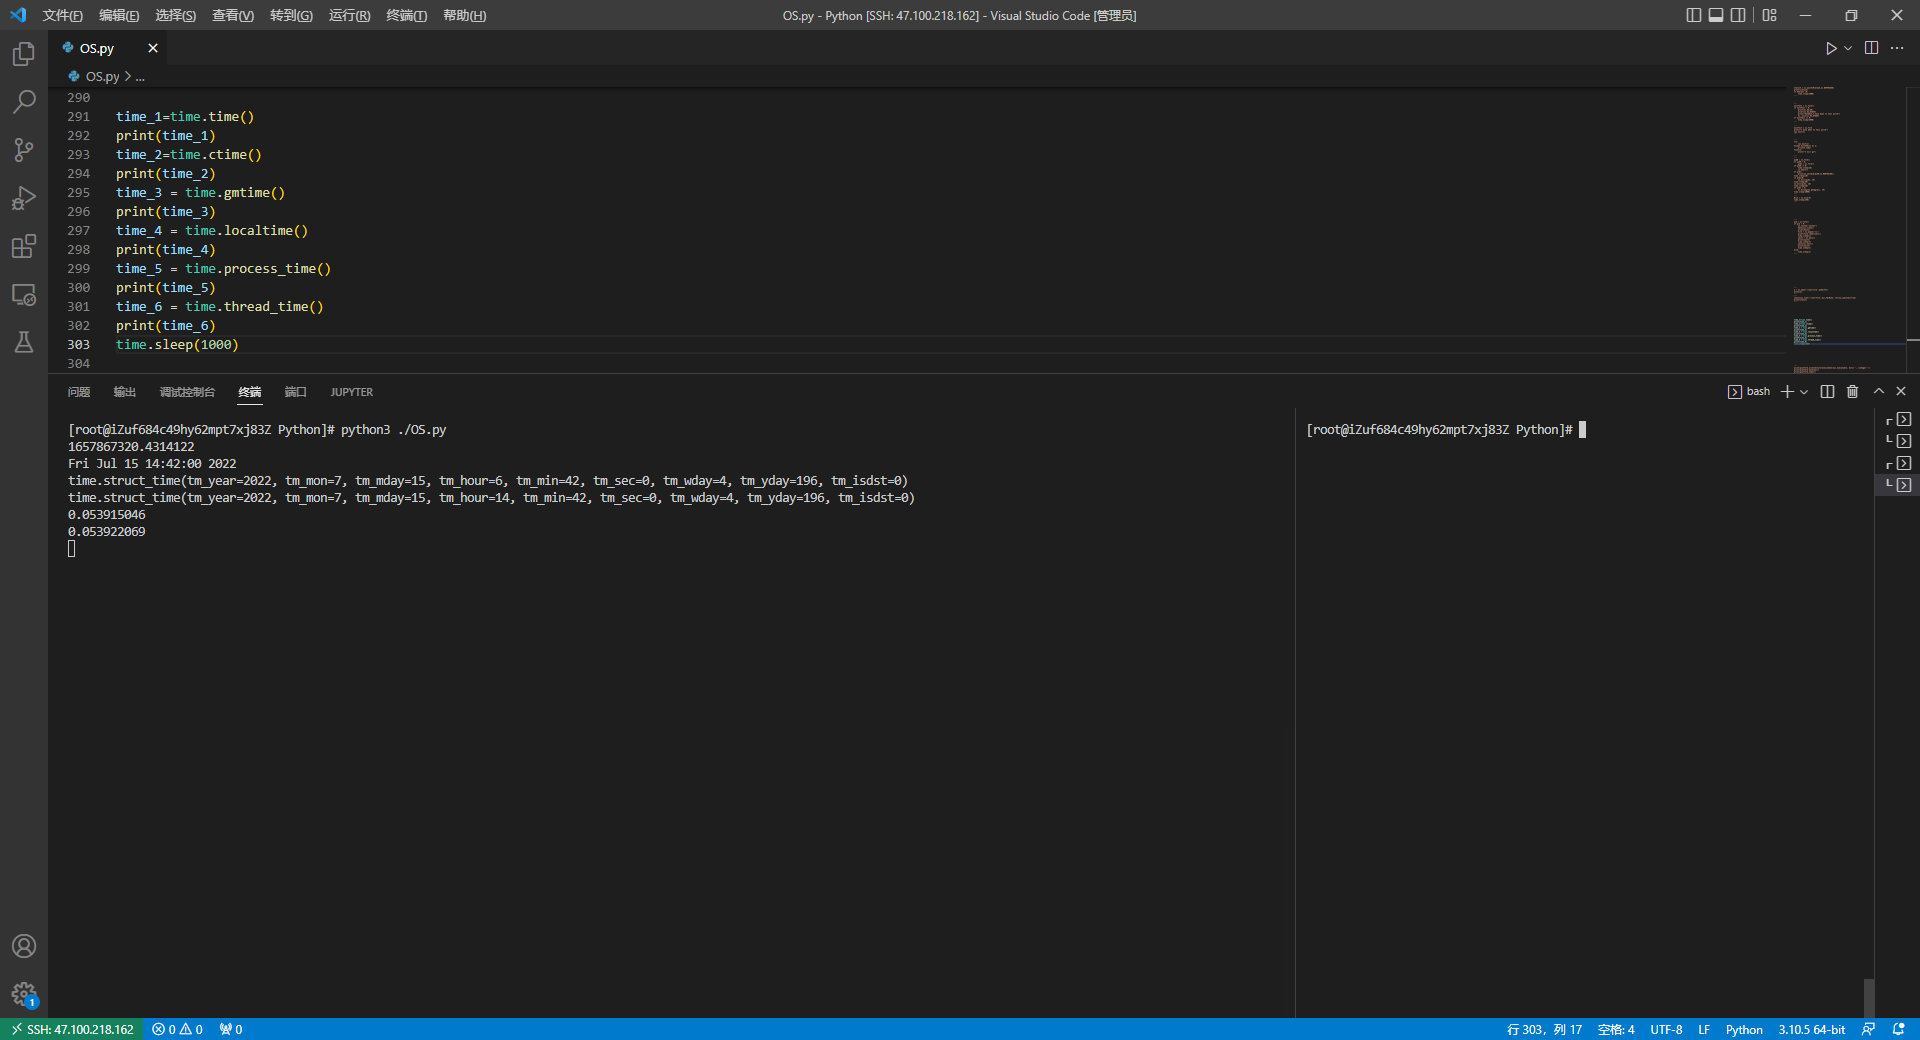 文件(F) 编辑(E) 选择(S) 查看(V) 转到(G) 运行(R) 终端(T) 帮助(H)
OS.py - Python [SSH: 47.100.218.162] - Visual Studio Code [管理员]
OS.py
OS.py > ...
290
291 time_1=time.time()
292 print(time_1)
293 time_2=time.ctime()
294 print(time_2)
295 time_3 = time.gmtime()
296 print(time_3)
297 time_4 = time.localtime()
298 print(time_4)
299 time_5 = time.process_time()
300 print(time_5)
301 time_6 = time.thread_time()
302 print(time_6)
303 time.sleep(1000)
304
问题 输出 调试控制台 终端 端口 JUPYTER
bash
[root@iZuf684c49hy62mpt7xj83Z Python]# python3 ./OS.py
1657867320.4314122
Fri Jul 15 14:42:00 2022
time.struct_time(tm_year=2022, tm_mon=7, tm_mday=15, tm_hour=6, tm_min=42, tm_sec=0, tm_wday=4, tm_yday=196, tm_isdst=0)
time.struct_time(tm_year=2022, tm_mon=7, tm_mday=15, tm_hour=14, tm_min=42, tm_sec=0, tm_wday=4, tm_yday=196, tm_isdst=0)
0.053915046
0.053922069
[root@iZuf684c49hy62mpt7xj83Z Python]#
1
SSH: 47.100.218.162 0 0 0
行 303，列 17 空格: 4 UTF-8 LF Python 3.10.5 64-bit